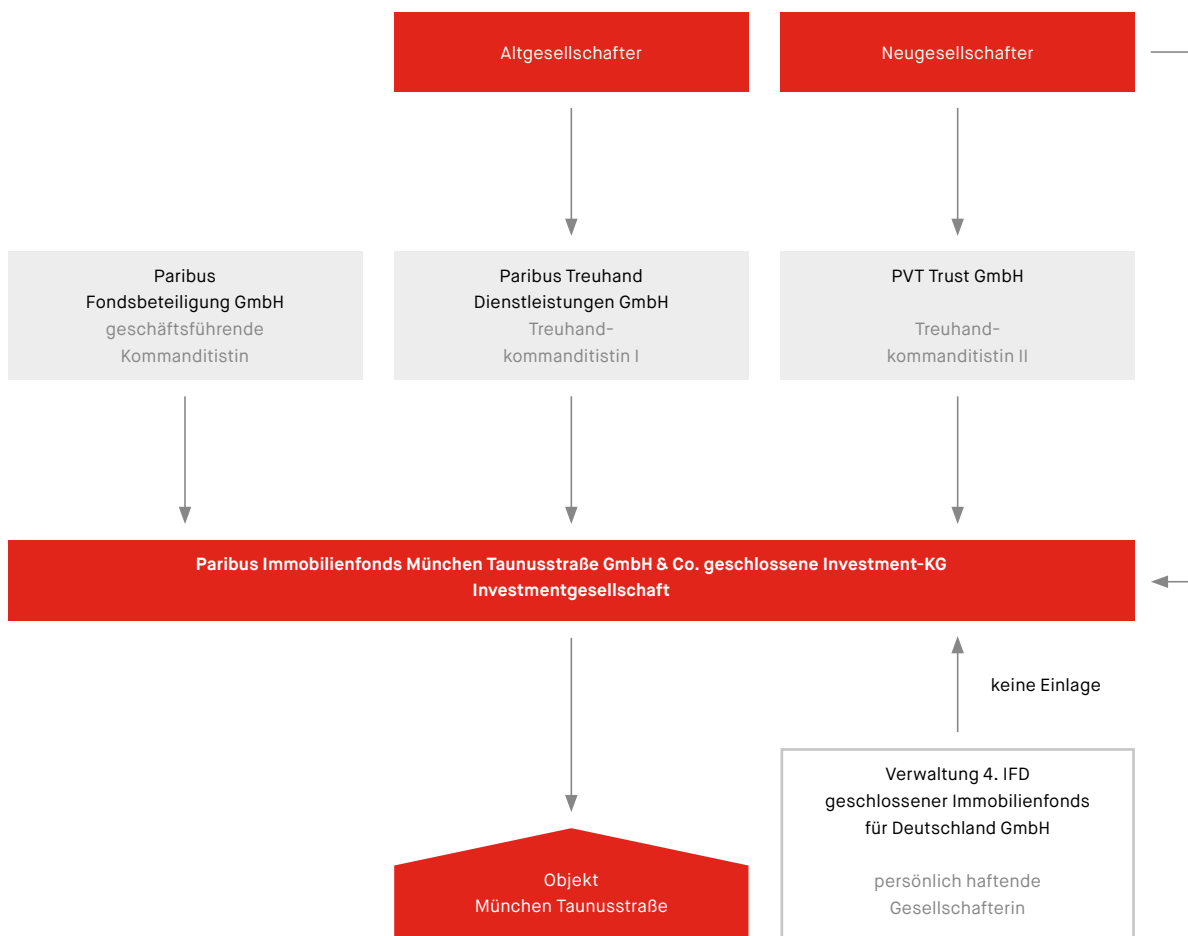 Altgesellschafter
Neugesellschafter
Paribus
Fondsbeteiligung GmbH
geschäftsführende
Kommanditistin
Paribus Treuhand
Dienstleistungen GmbH
Treuhand-
kommanditistin I
PVT Trust GmbH
Treuhand-
kommanditistin II
Paribus Immobilienfonds München Taunusstraße GmbH & Co. geschlossene Investment-KG
Investmentgesellschaft
keine Einlage
Verwaltung 4. IFD
geschlossener Immobilienfonds
für Deutschland GmbH
persönlich haftende
Gesellschafterin
Objekt
München Taunusstraße